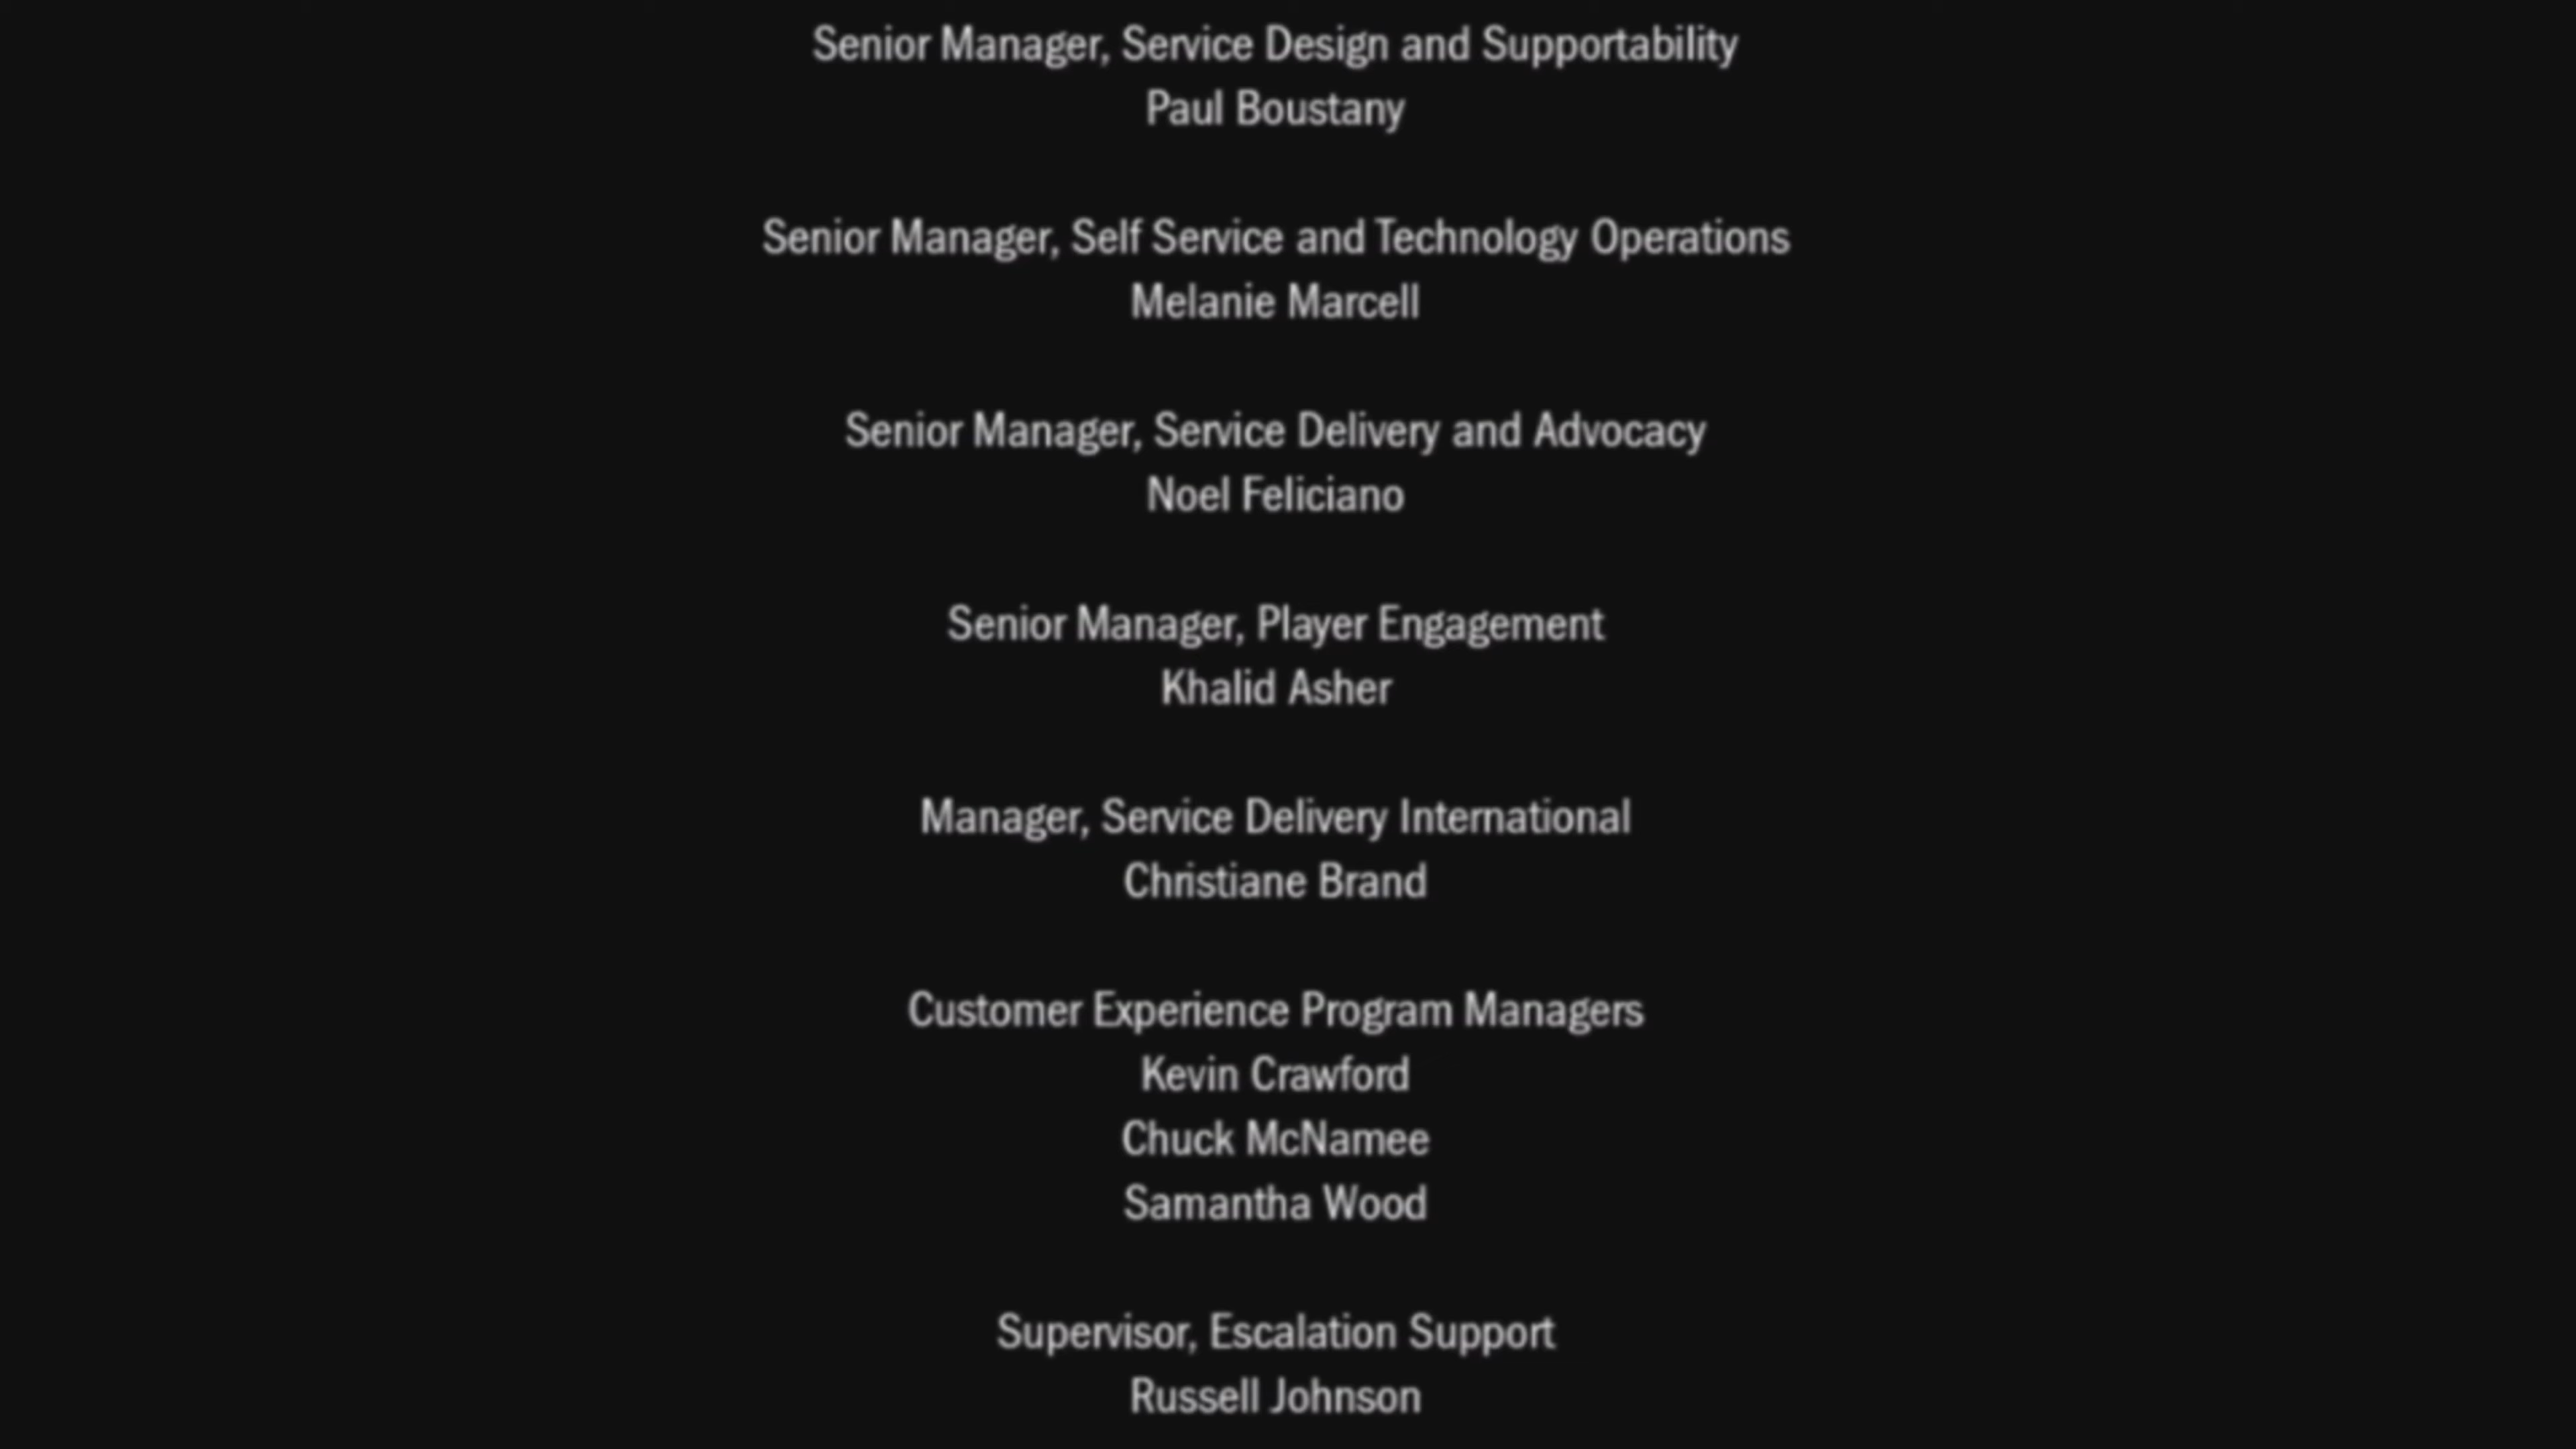 Senior Manager, Service Design and Supportability
Paul Boustany
Senior Manager, Self Service and Technology Operations
Melanie Marcell
Senior Manager, Service Delivery and Advocacy
Noel Feliciano
Senior Manager, Player Engagement
Khalid Asher
Manager, Service Delivery International
Christiane Brand
Customer Experience Program Managers
Kevin Crawford
Chuck McNamee
Samantha Wood
Supervisor, Escalation Support
Russell Johnson